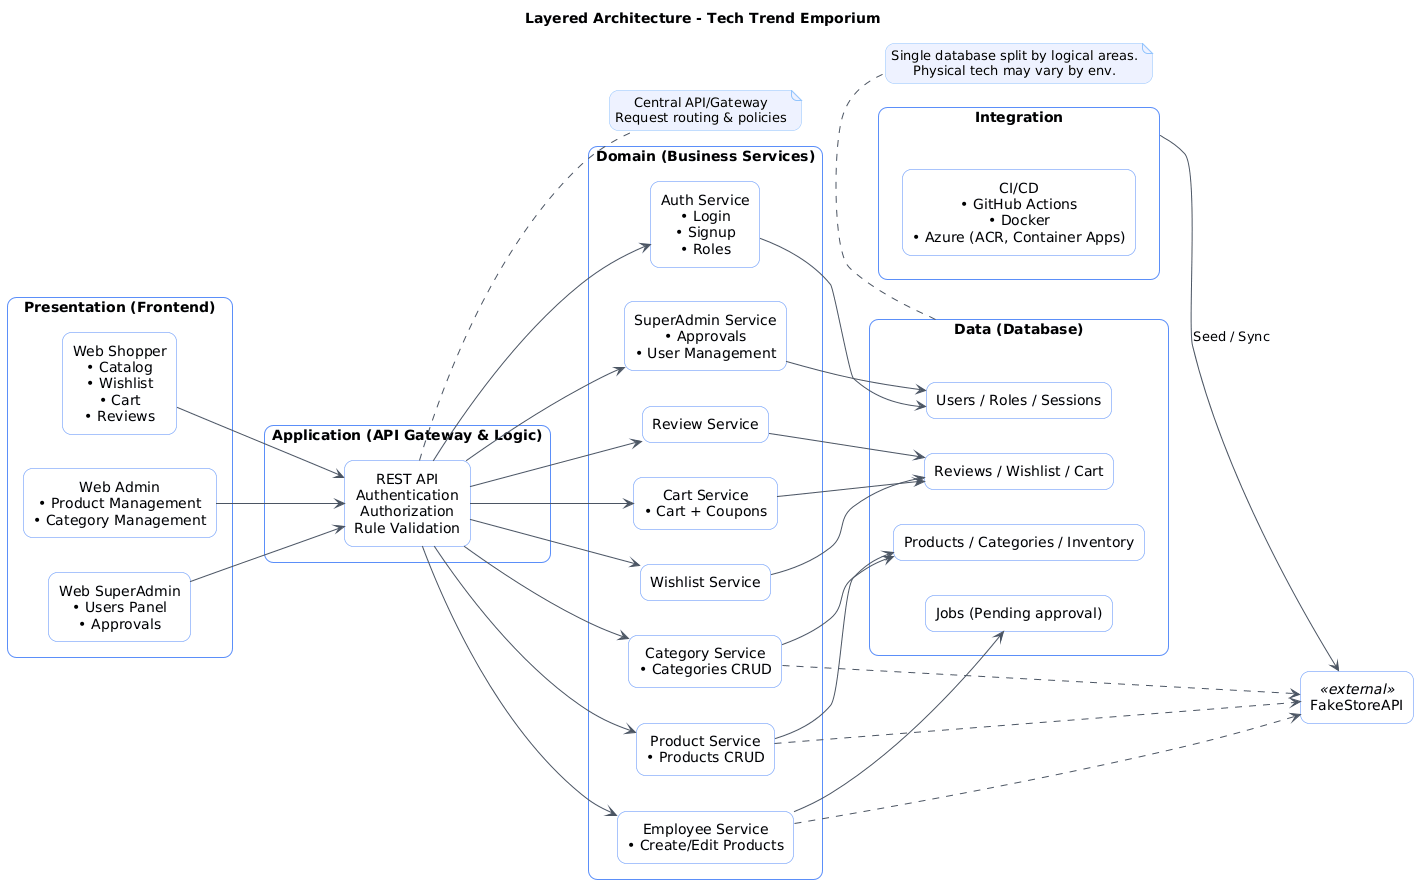 Layered Architecture - Tech Trend Emporium
Single database split by logical areas.
Physical tech may vary by env.
Central API/Gateway
Request routing & policies
Presentation (Frontend)
Web Shopper
• Catalog
• Wishlist
• Cart
• Reviews
Web Admin
• Product Management
• Category Management
Web SuperAdmin
• Users Panel
• Approvals
Application (API Gateway & Logic)
REST API
Authentication
Authorization
Rule Validation
Domain (Business Services)
Auth Service
• Login
• Signup
• Roles
SuperAdmin Service
• Approvals
• User Management
Review Service
Cart Service
• Cart + Coupons
Wishlist Service
Category Service
• Categories CRUD
Product Service
• Products CRUD
Employee Service
• Create/Edit Products
Integration
CI/CD
• GitHub Actions
• Docker
• Azure (ACR, Container Apps)
Data (Database)
Users / Roles / Sessions
Reviews / Wishlist / Cart
Products / Categories / Inventory
Jobs (Pending approval)
Seed / Sync
«external»
FakeStoreAPI